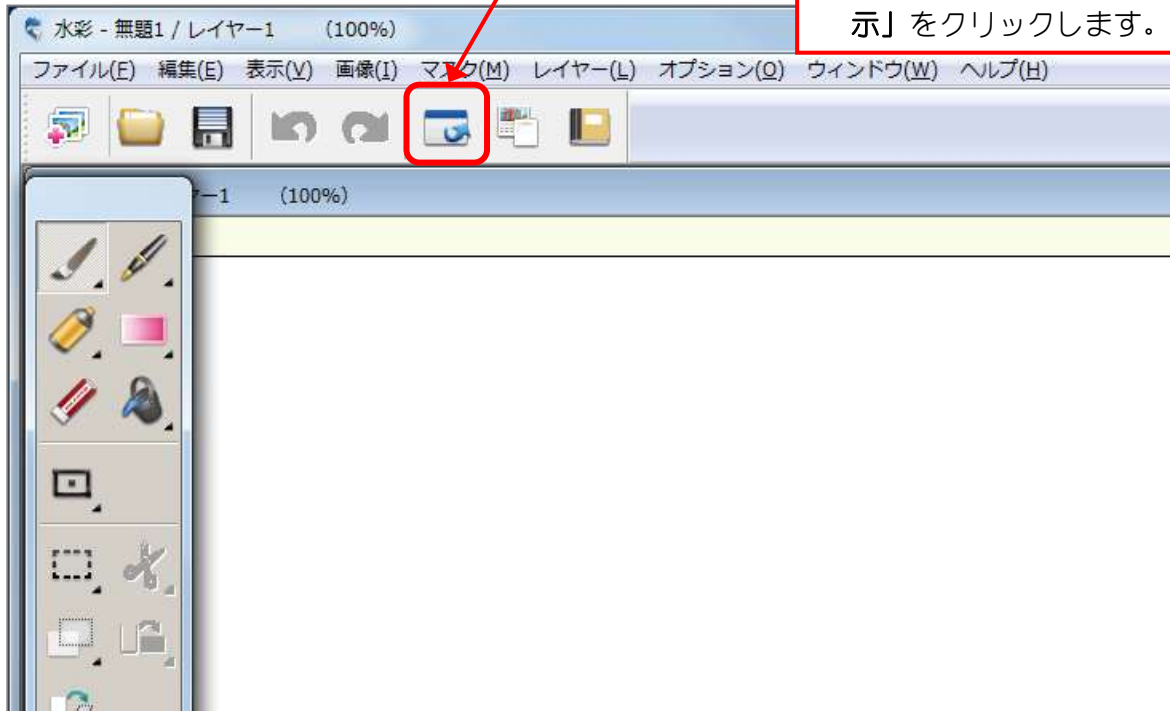 水彩 - 無題1 / レイヤー1 (100%)
示」をクリックします。
ファイル(F) 編集(E) 表示(V) 画像(I) マスク(M) レイヤー(L) オプション(O) ウィンドウ(W) ヘルプ(H)
ー1 (100%)